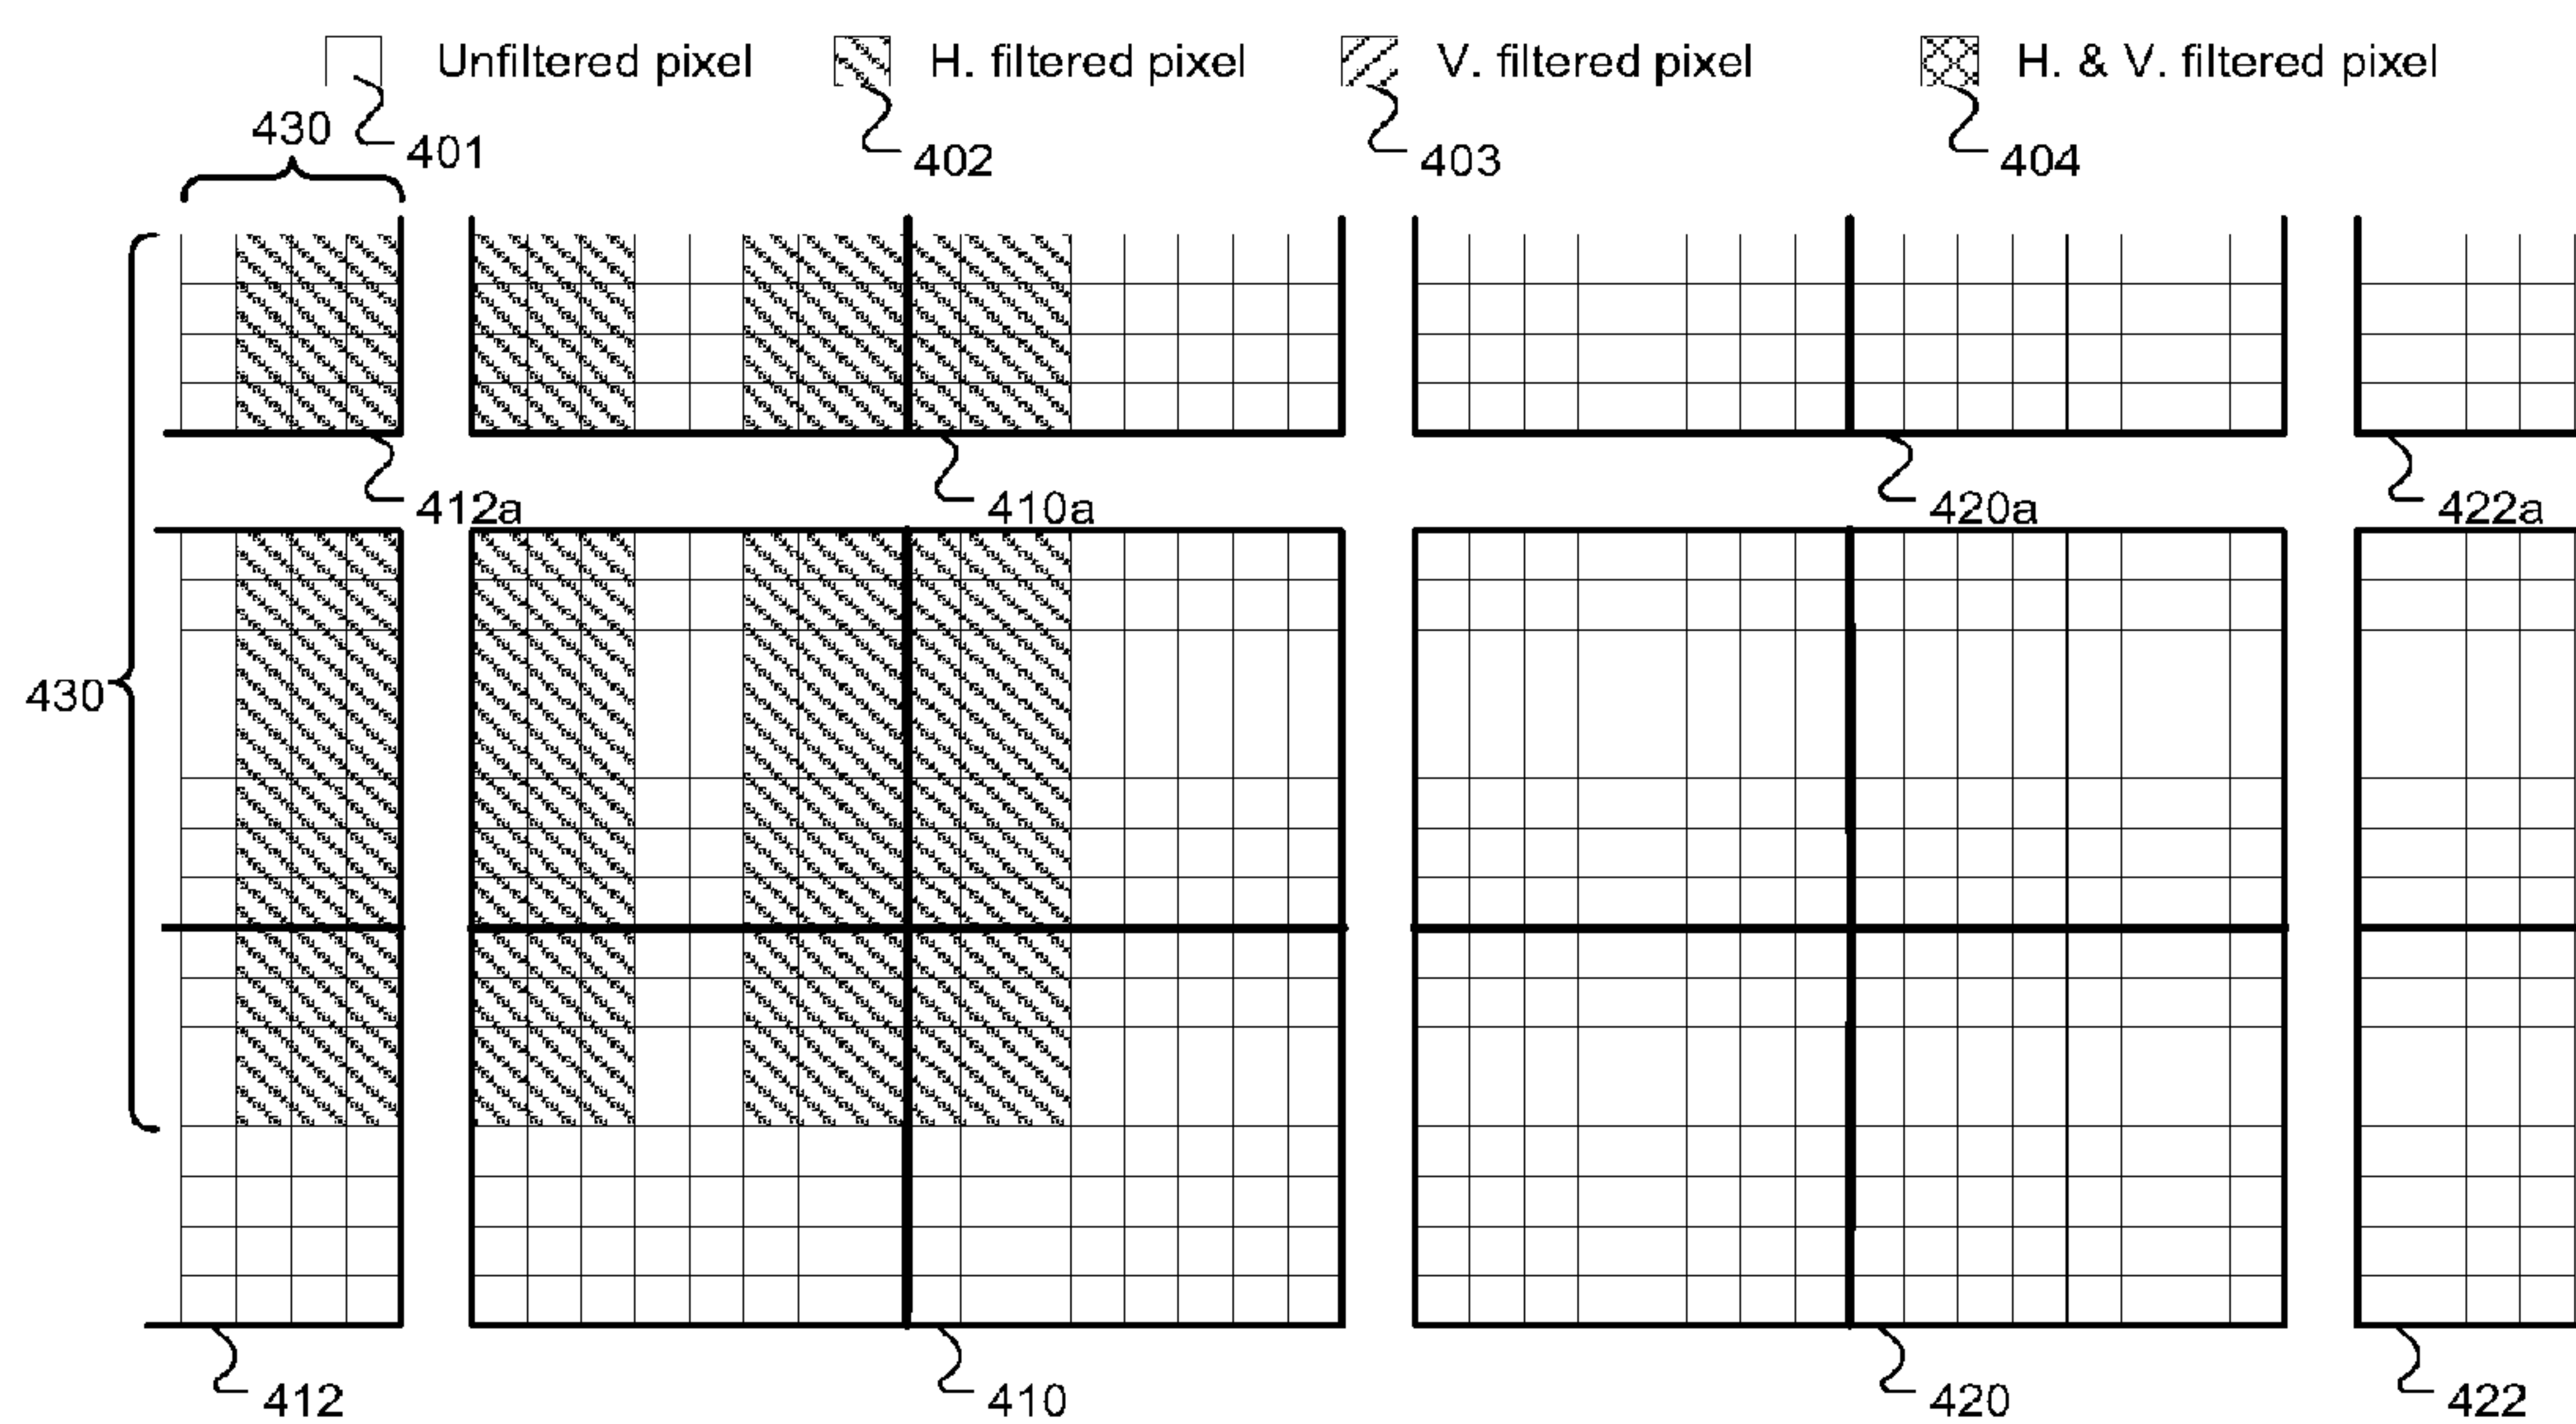 Unfiltered pixel
H. filtered pixel
V. filtered pixel
H. & V. filtered pixel
430
401
402
403
404
412a
410a
420a
422a
430
412
410
420
422